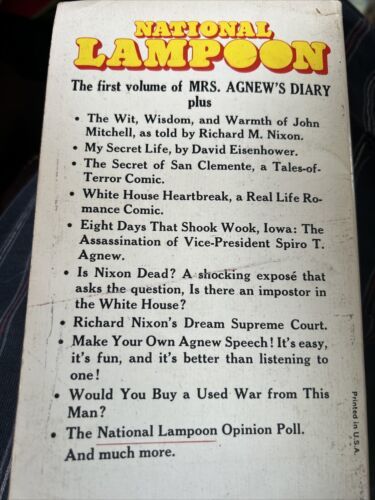 NATIONAL
LAMPOON
The first volume of MRS. AGNEW'S DIARY
plus
• The Wit, Wisdom, and Warmth of John
Mitchell, as told by Richard M. Nixon.
• My Secret Life, by David Eisenhower.
• The Secret of San Clemente, a Tales-of-
Terror Comic.
• White House Heartbreak, a Real Life Ro-
mance Comic.
• Eight Days That Shook Wook, Iowa: The
Assassination of Vice-President Spiro T.
Agnew.
• Is Nixon Dead? A shocking exposé that
asks the question, Is there an impostor in
the White House?
• Richard Nixon's Dream Supreme Court.
• Make Your Own Agnew Speech! It's easy,
it's fun, and it's better than listening to
one!
• Would You Buy a Used War from This
Man?
• The National Lampoon Opinion Poll.
And much more.
Printed in U.S.A.